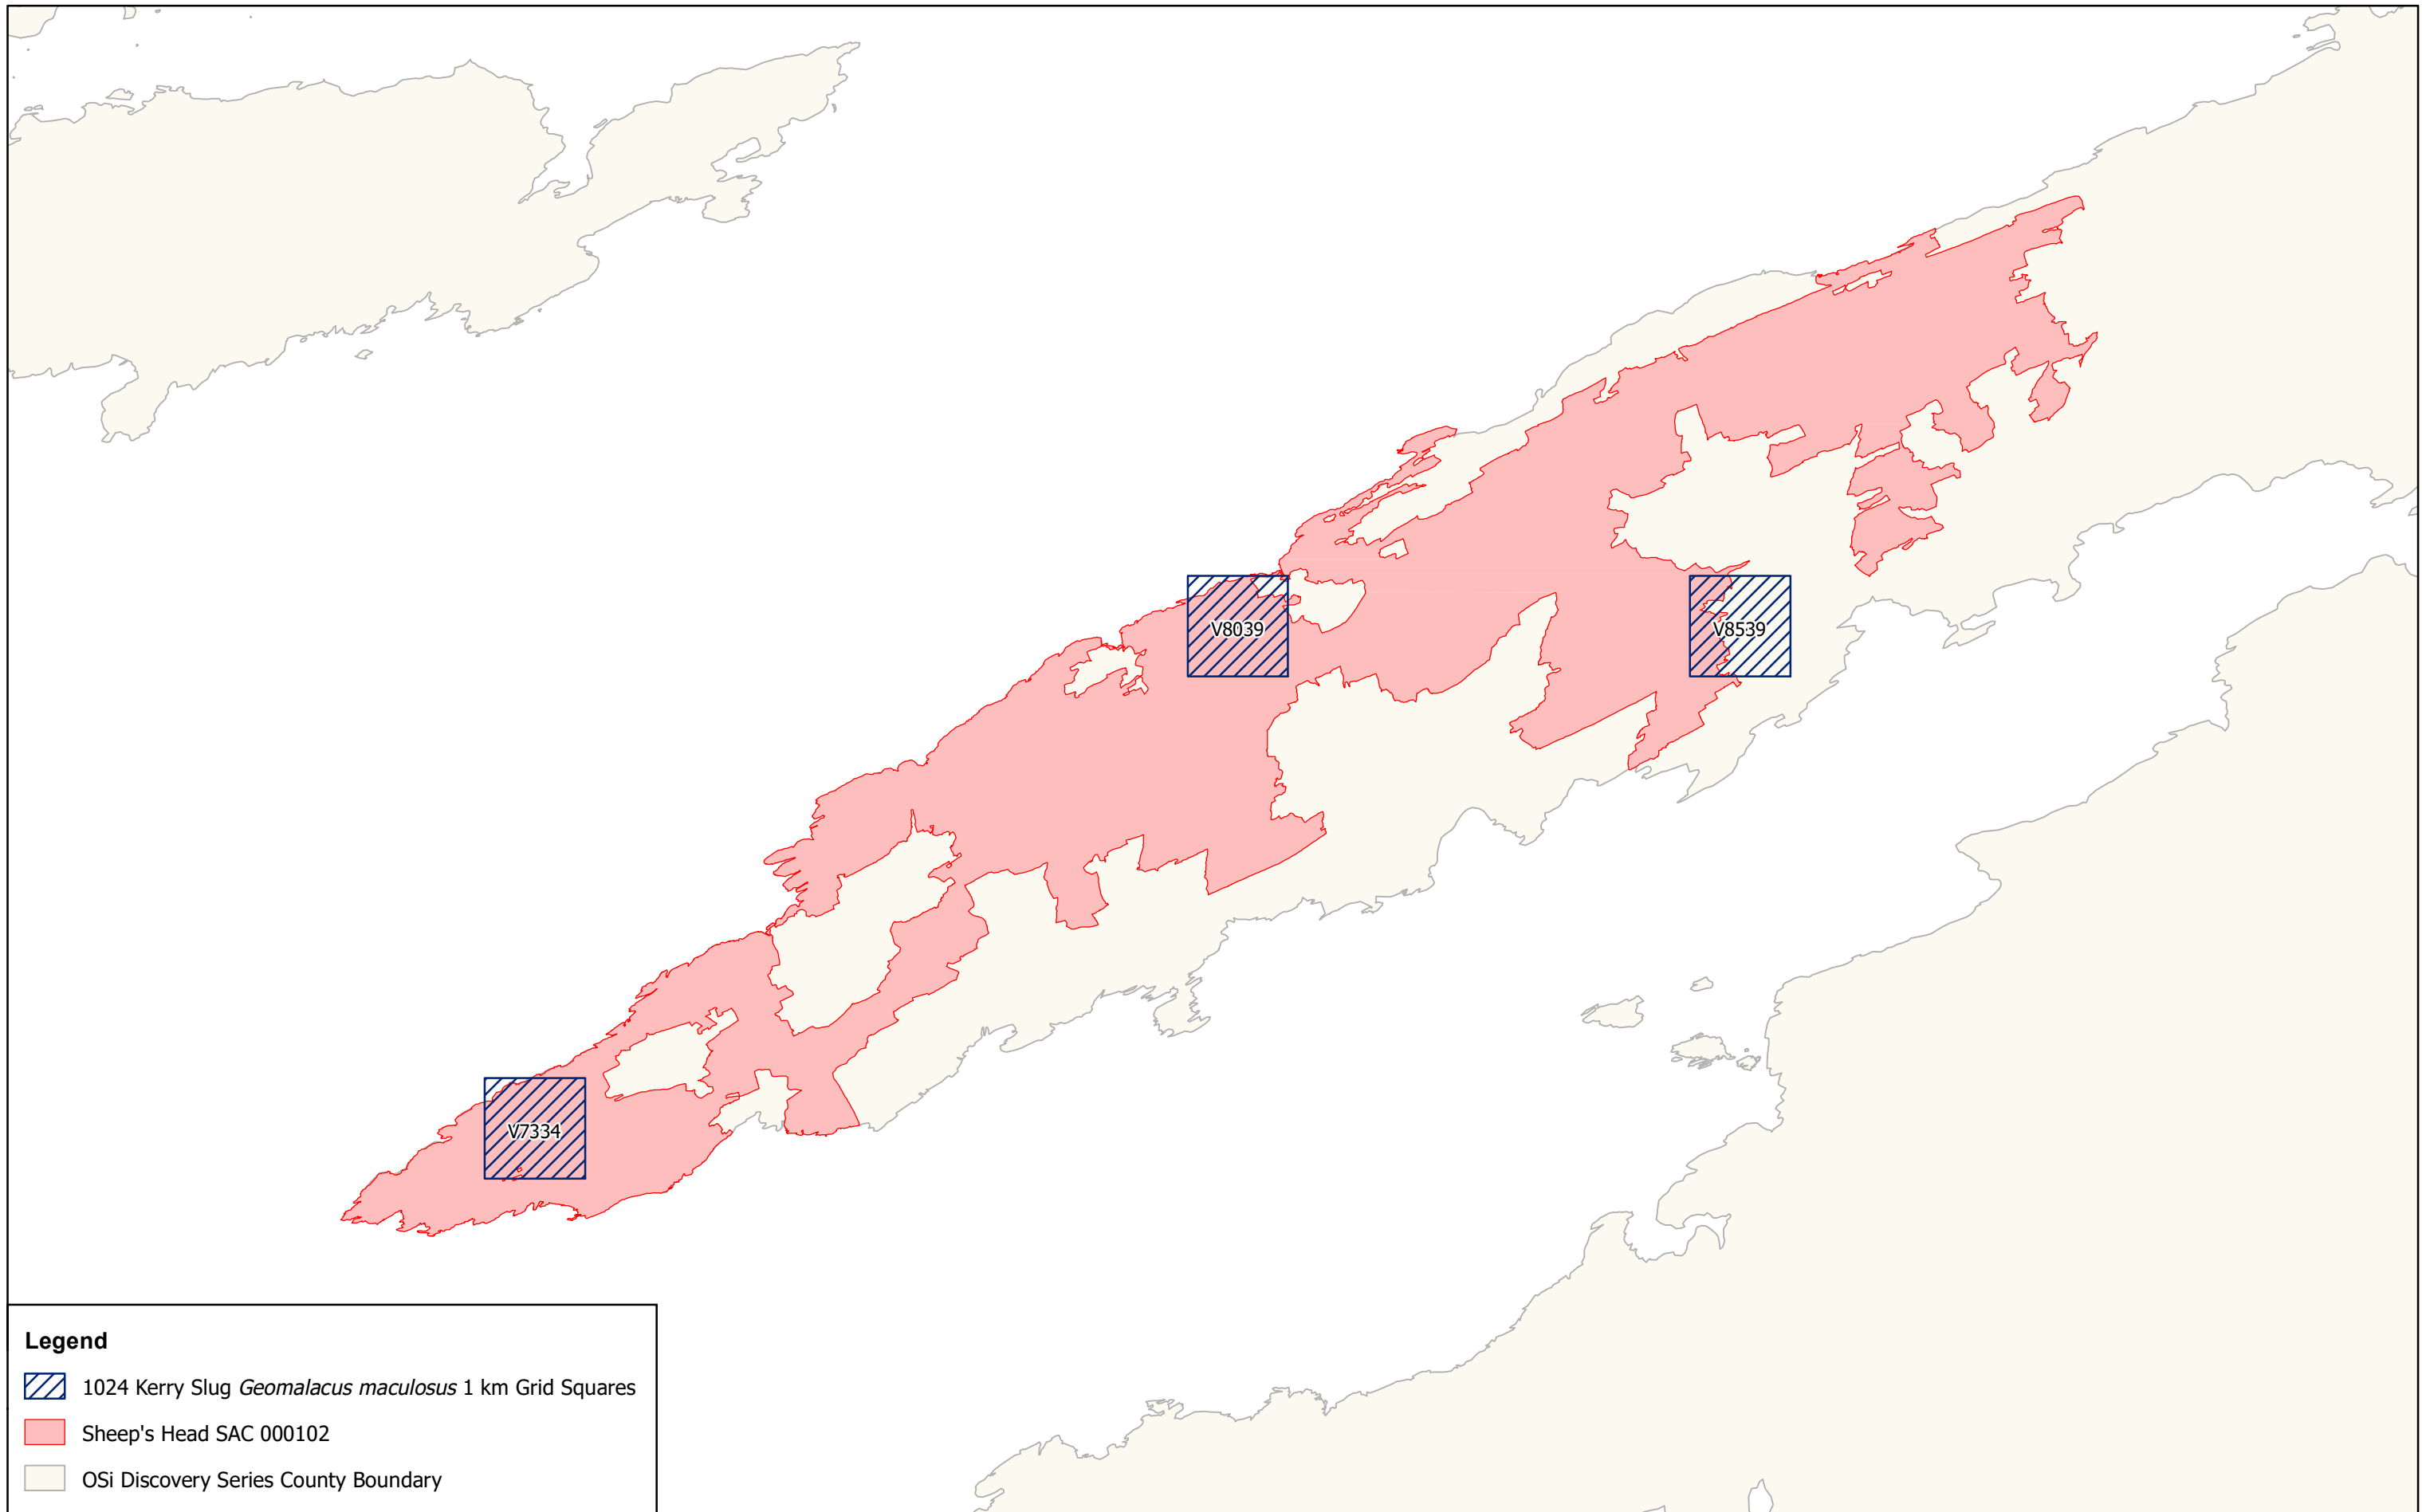 V8039
V8539
V7334
Legend
1024 Kerry Slug Geomalacus maculosus 1 km Grid Squares
Sheep's Head SAC 000102
OSi Discovery Series County Boundary